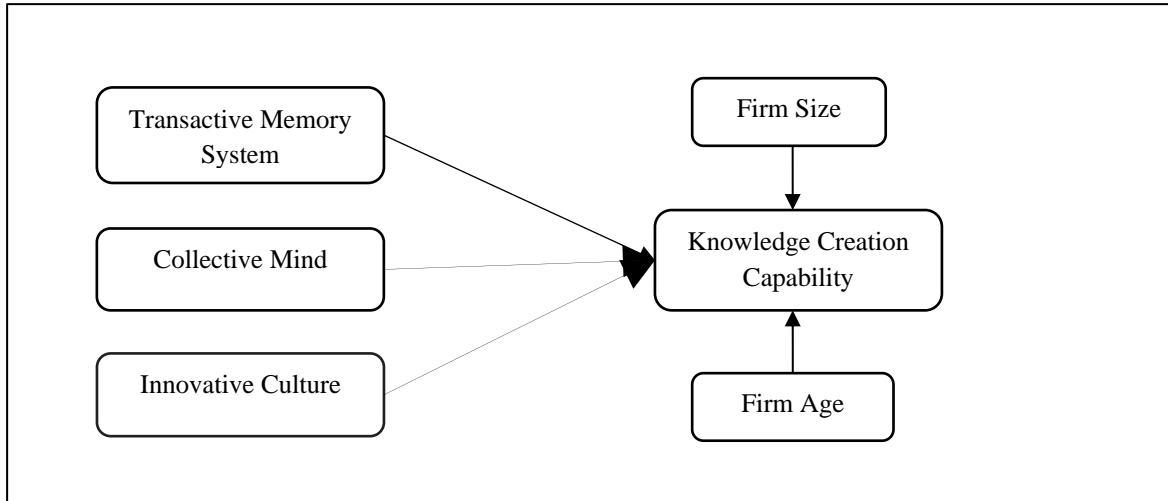 Transactive Memory
System
Collective Mind
Innovative Culture
Firm Size
Knowledge Creation
Capability
Firm Age